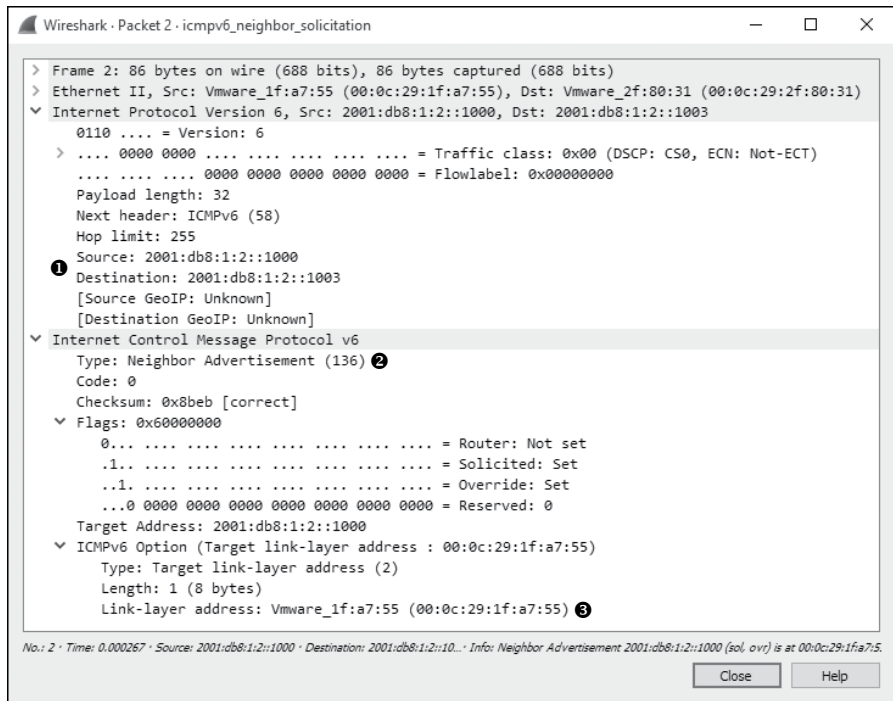 Wireshark · Packet 2 · icmpv6_neighbor_solicitation
Frame 2: 86 bytes on wire (688 bits), 86 bytes captured (688 bits)
Ethernet II, Src: Vmware_1f:a7:55 (00:0c:29:1f:a7:55), Dst: Vmware_2f:80:31 (00:0c:29:2f:80:31)
Internet Protocol Version 6, Src: 2001:db8:1:2::1000, Dst: 2001:db8:1:2::1003
0110 .... = Version: 6
.... 0000 0000 .... .... .... .... .... = Traffic class: 0x00 (DSCP: CS0, ECN: Not-ECT)
.... .... .... 0000 0000 0000 0000 0000 = Flowlabel: 0x00000000
Payload length: 32
Next header: ICMPv6 (58)
Hop limit: 255
Source: 2001:db8:1:2::1000
❶
Destination: 2001:db8:1:2::1003
[Source GeoIP: Unknown]
[Destination GeoIP: Unknown]
Internet Control Message Protocol v6
Type: Neighbor Advertisement (136) ❷
Code: 0
Checksum: 0x8beb [correct]
Flags: 0x60000000
0... .... .... .... .... .... .... .... = Router: Not set
.1.. .... .... .... .... .... .... .... = Solicited: Set
..1. .... .... .... .... .... .... .... = Override: Set
...0 0000 0000 0000 0000 0000 0000 0000 = Reserved: 0
Target Address: 2001:db8:1:2::1000
ICMPv6 Option (Target link-layer address : 00:0c:29:1f:a7:55)
Type: Target link-layer address (2)
Length: 1 (8 bytes)
Link-layer address: Vmware_1f:a7:55 (00:0c:29:1f:a7:55) ❸
No.: 2 · Time: 0.000267 · Source: 2001:db8:1:2::1000 · Destination: 2001:db8:1:2::10... · Info: Neighbor Advertisement 2001:db8:1:2::1000 (sol, ovr) is at 00:0c:29:1f:a7:5.
Close Help